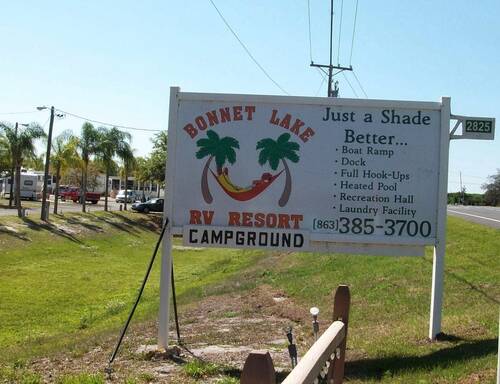 BONNET LAKE
RV RESORT
CAMPGROUND
Just a Shade
Better...
· Boat Ramp
· Dock
· Full Hook-Ups
· Heated Pool
· Recreation Hall
· Laundry Facility
(863)385-3700
2825